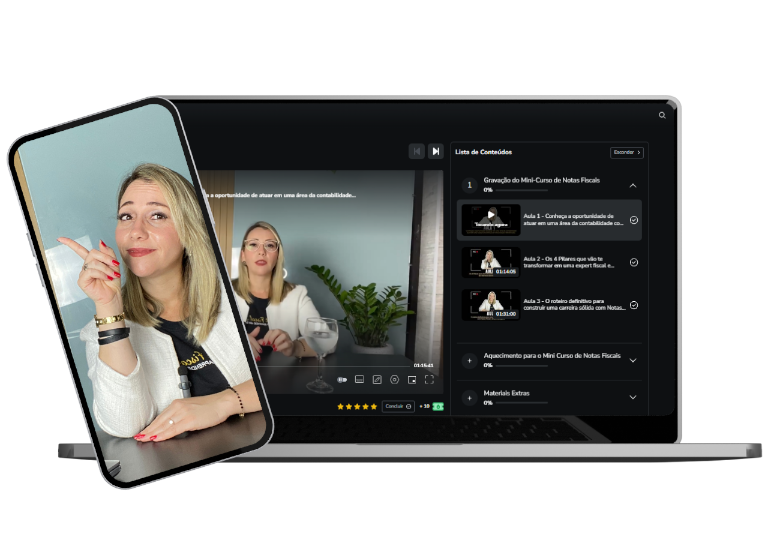 Lista de Conteúdos
Esconder
1
Gravação do Mini-Curso de Notas Fiscais
0%
a a oportunidade de atuar em uma área da contabilidade...
Aula 1 - Conheça a oportunidade de
atuar em uma área da contabilidade co...
Aula 2 - Os 4 Pilares que vão te
transformar em uma expert fiscal e...
01:14:05
Aula 3 - O roteiro definitivo para
construir uma carreira sólida com Notas...
01:31:00
01:15:41
+
Aquecimento para o Mini Curso de Notas Fiscais
0%
+
Materiais Extras
0%
Concluir
+ 10